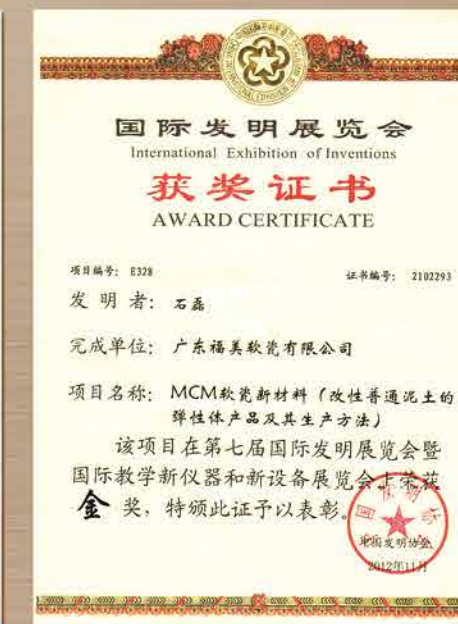 国际发明展览会
International Exhibition of Inventions
获奖证书
AWARD CERTIFICATE
项目编号： E328
证书编号： 2102293
发 明 者： 石磊
完成单位： 广东福美软瓷有限公司
项目名称： MCM软瓷新材料（改性普通泥土的
弹性体产品及其生产方法）
该项目在第七届国际发明展览会暨
国际教学新仪器和新设备展览会上荣获
金 奖，特颁此证予以表彰。
中国发明协会
2012年11月